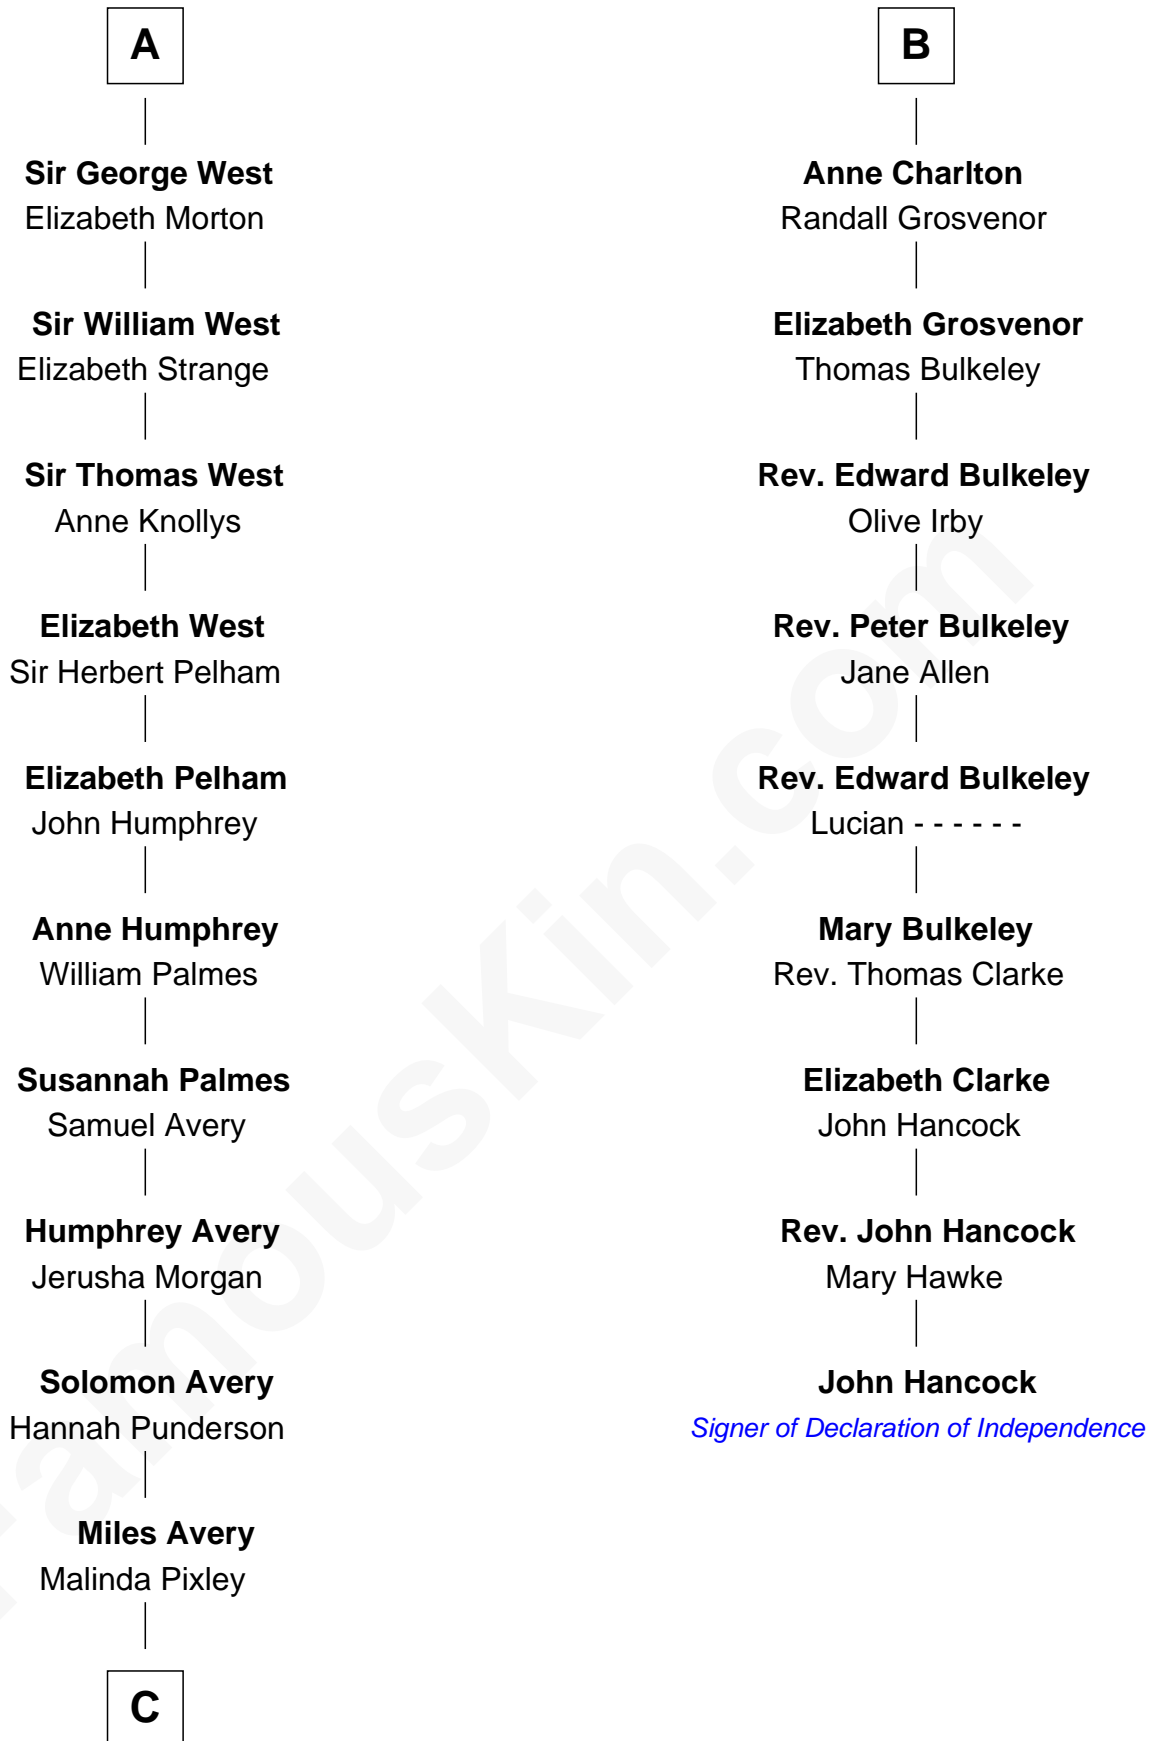 A
Sir George West
Elizabeth Morton
Sir William West
Elizabeth Strange
Sir Thomas West
Anne Knollys
Elizabeth West
Sir Herbert Pelham
Elizabeth Pelham
John Humphrey
Anne Humphrey
William Palmes
Susannah Palmes
Samuel Avery
Humphrey Avery
Jerusha Morgan
Solomon Avery
Hannah Punderson
Miles Avery
Malinda Pixley
C
B
Anne Charlton
Randall Grosvenor
Elizabeth Grosvenor
Thomas Bulkeley
Rev. Edward Bulkeley
Olive Irby
Rev. Peter Bulkeley
Jane Allen
Rev. Edward Bulkeley
Lucian - - - - - -
Mary Bulkeley
Rev. Thomas Clarke
Elizabeth Clarke
John Hancock
Rev. John Hancock
Mary Hawke
John Hancock
Signer of Declaration of Independence
FamousKin.com